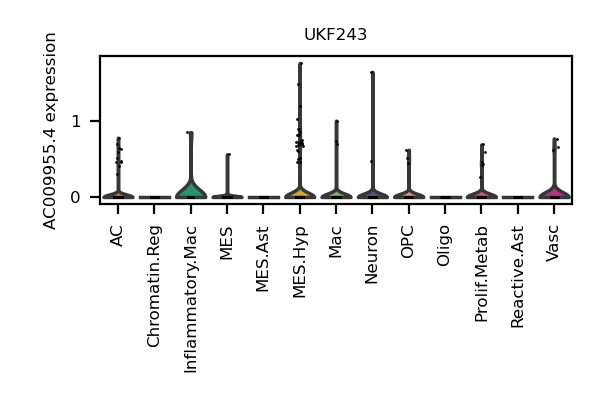 UKF243
AC009955.4 expression
1
0
AC
Chromatin.Reg
Inflammatory.Mac
MES
MES.Ast
MES.Hyp
Mac
Neuron
OPC
Oligo
Prolif.Metab
Reactive.Ast
Vasc